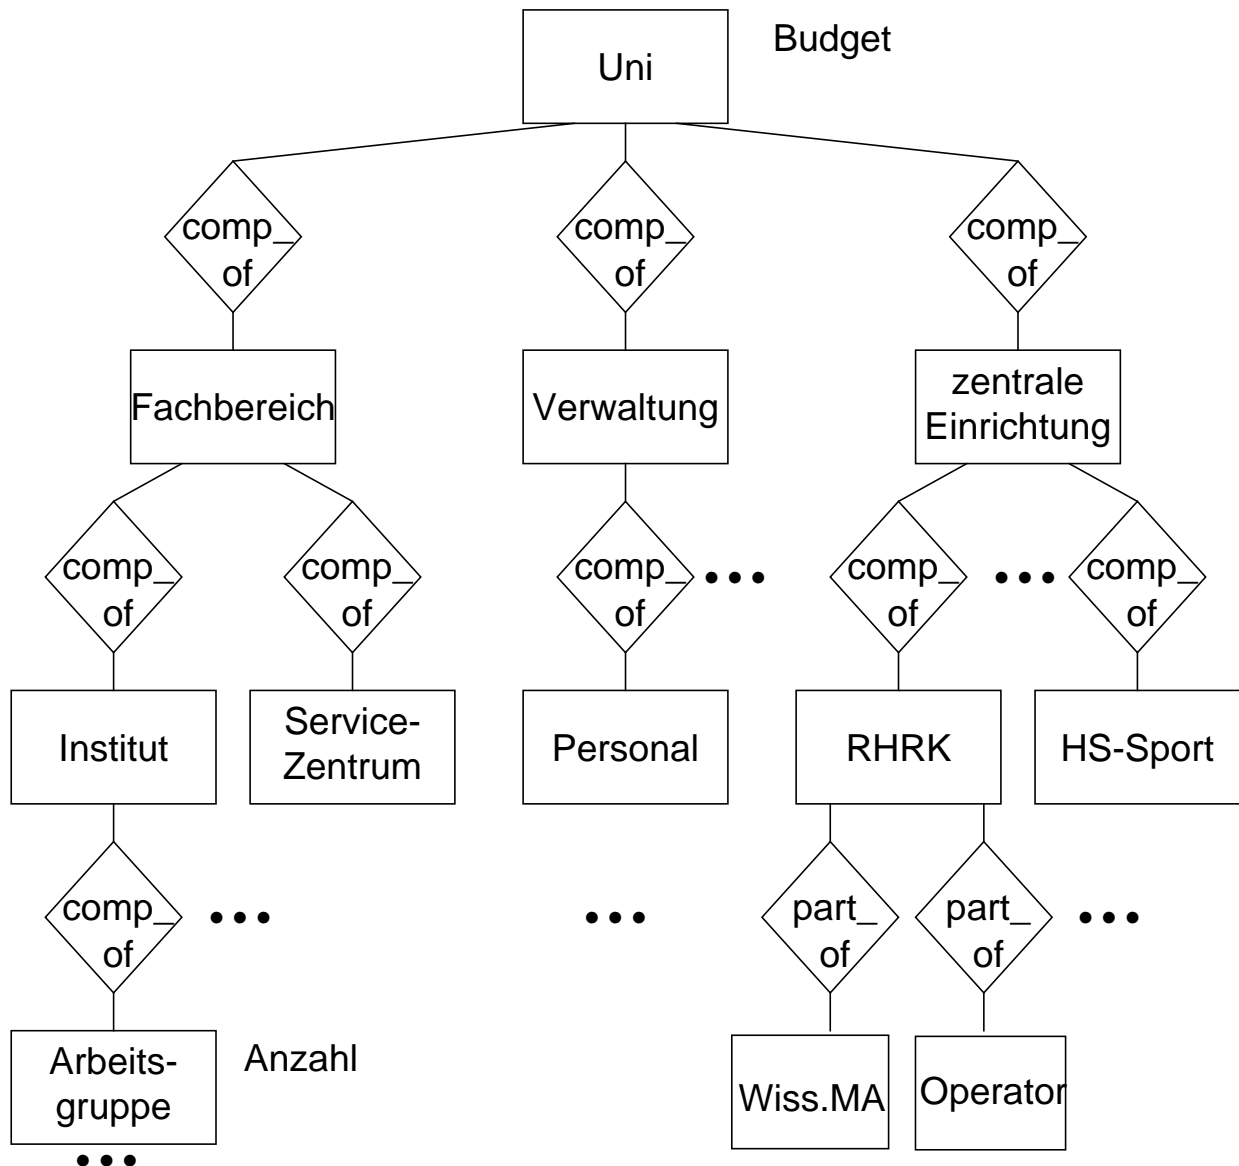 Uni
Budget
comp_
of
comp_
of
comp_
of
Fachbereich
Verwaltung
zentrale
Einrichtung
comp_
of
comp_
of
comp_
of
•••
comp_
of
•••
comp_
of
Institut
Service-
Zentrum
Personal
RHRK
HS-Sport
comp_
of
•••
•••
part_
of
part_
of
•••
Arbeits-
gruppe
Anzahl
Wiss.MA
Operator
•••